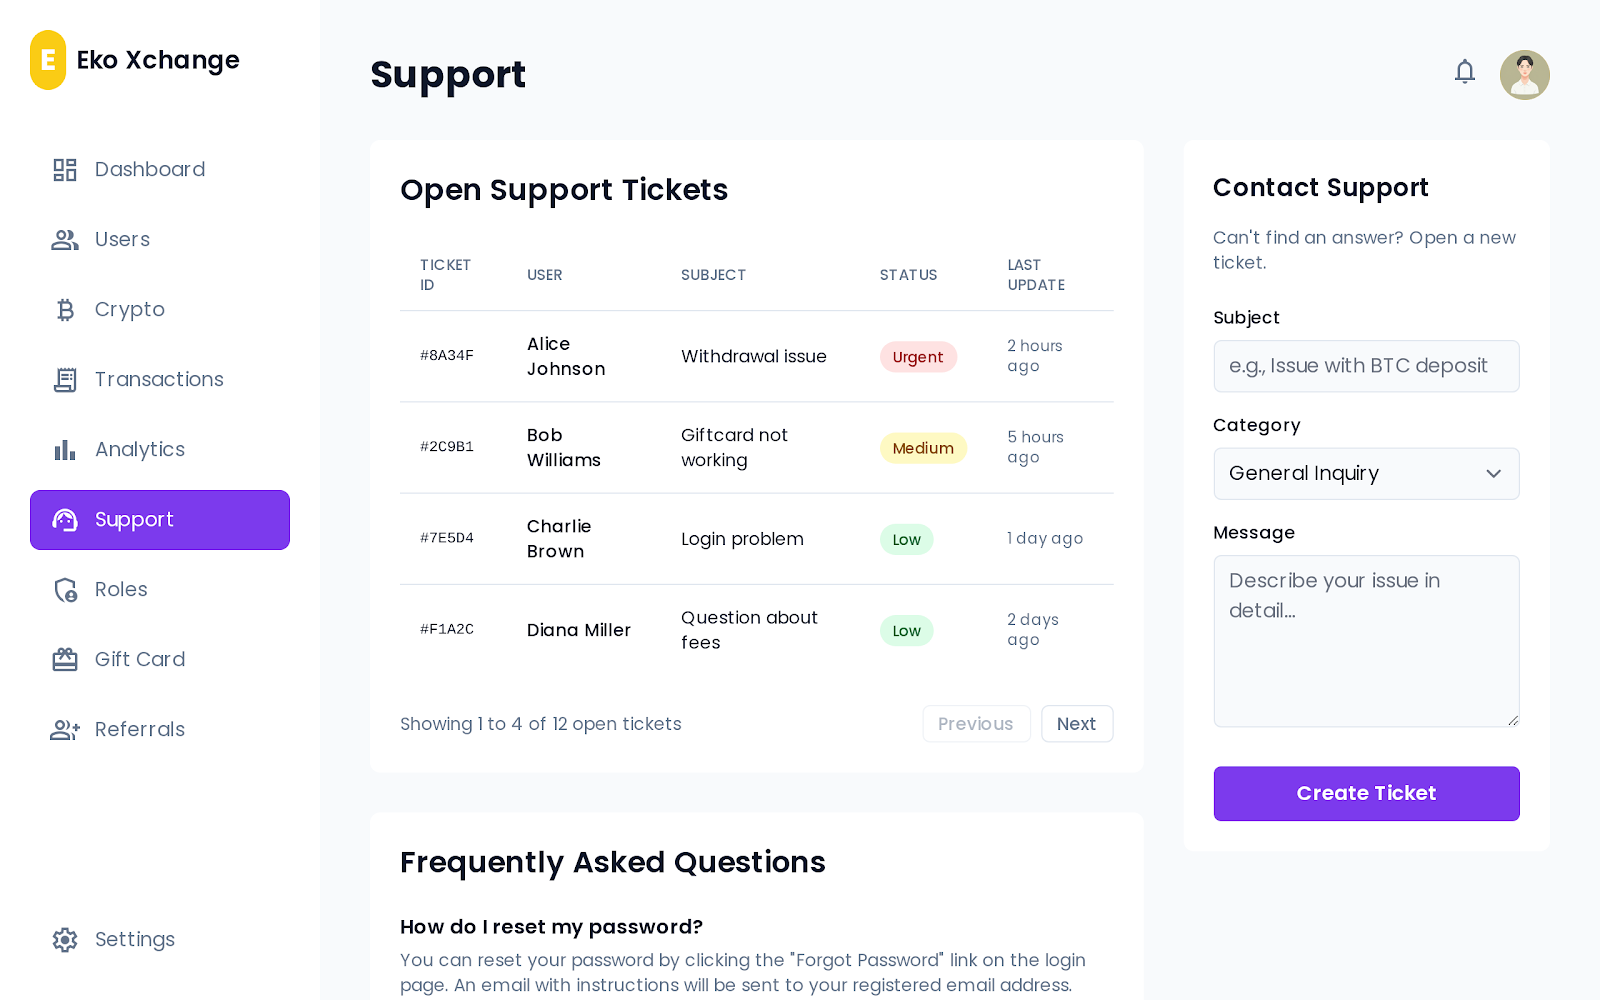 E Eko Xchange
Dashboard
Users
Crypto
Transactions
Analytics
Support
Roles
Gift Card
Referrals
Settings
Support
Open Support Tickets
TICKET
ID
USER
SUBJECT
STATUS
LAST
UPDATE
#8A34F
Alice
Johnson
Withdrawal issue
Urgent
2 hours
ago
#2C9B1
Bob
Williams
Giftcard not
working
Medium
5 hours
ago
#7E5D4
Charlie
Brown
Login problem
Low
1 day ago
#F1A2C
Diana Miller
Question about
fees
Low
2 days
ago
Showing 1 to 4 of 12 open tickets
Previous
Next
Frequently Asked Questions
How do I reset my password?
You can reset your password by clicking the "Forgot Password" link on the login
page. An email with instructions will be sent to your registered email address.
Contact Support
Can't find an answer? Open a new
ticket.
Subject
e.g., Issue with BTC deposit
Category
General Inquiry
Message
Describe your issue in
detail...
Create Ticket